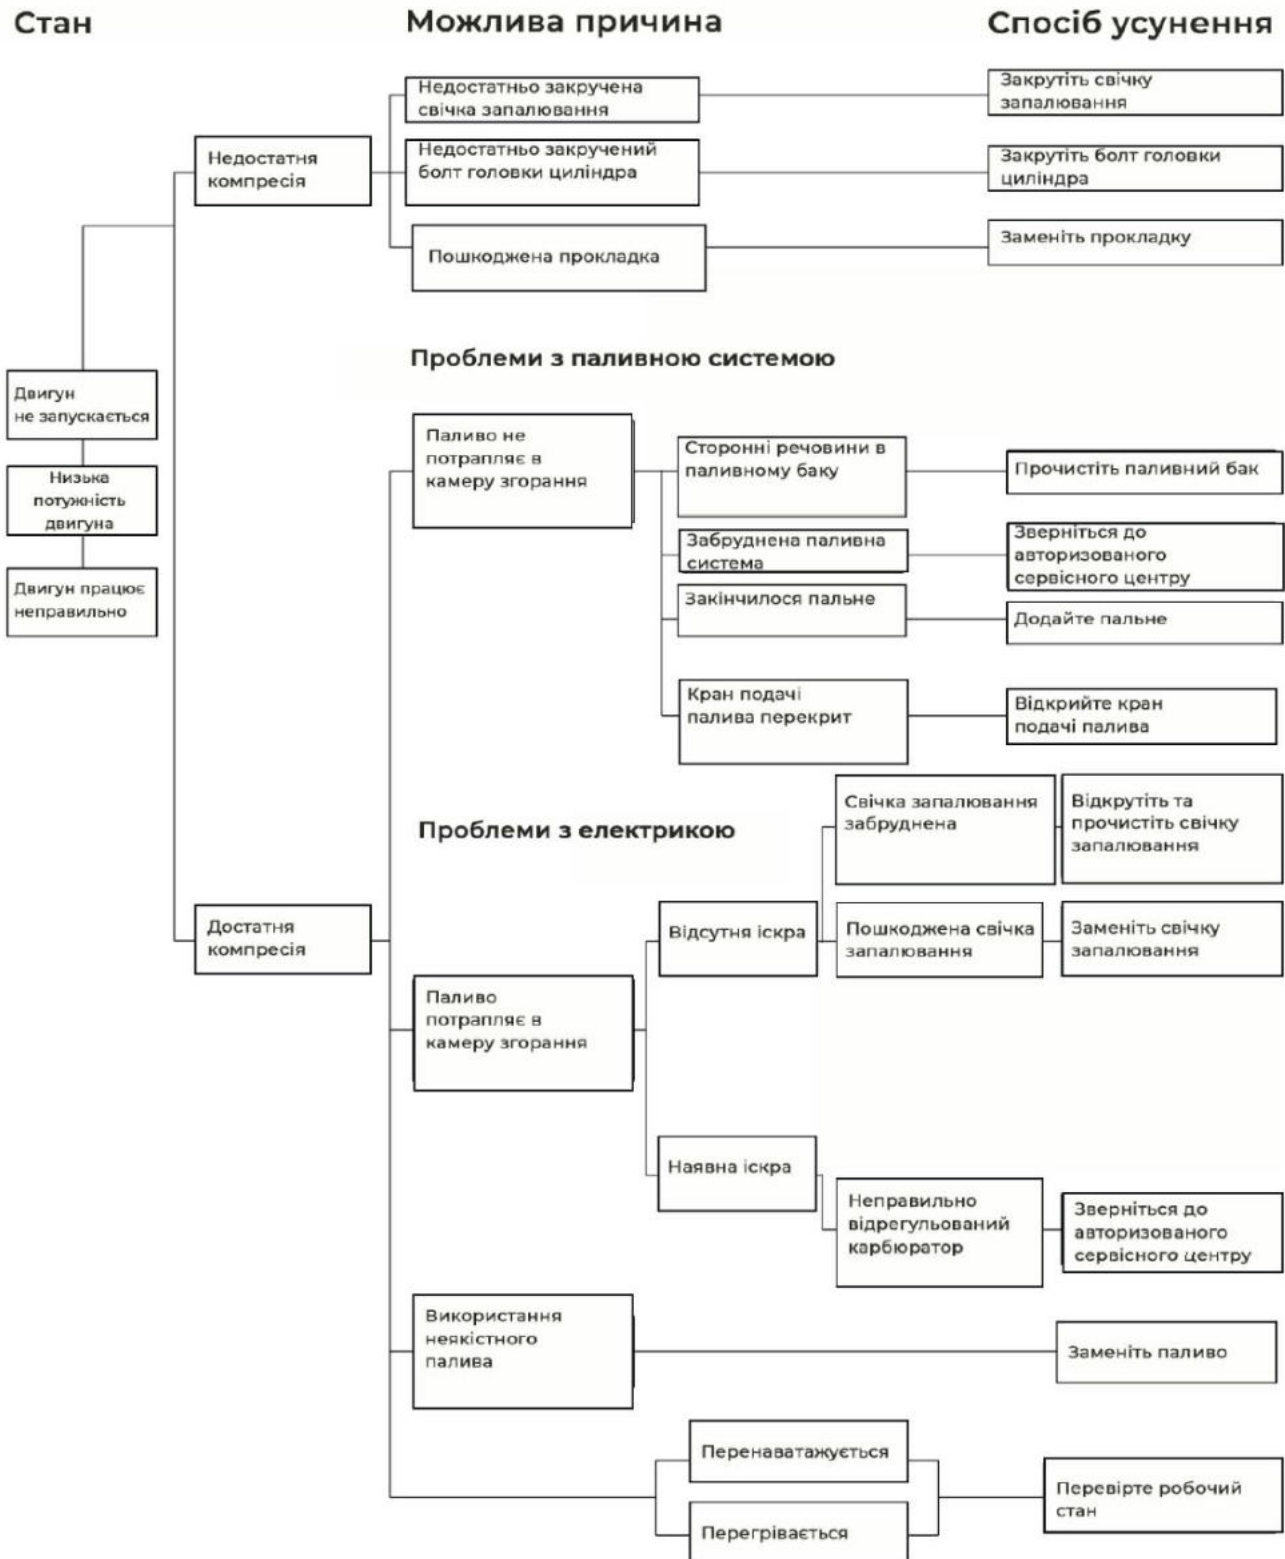 Стан
Можлива причина
Спосіб усунення
Недостатньо закручена
свічка запалювання
Закрутіть свічку
запалювання
Недостатня
компресія
Недостатньо закручений
болт головки циліндра
Закрутіть болт головки
циліндра
Пошкоджена прокладка
Заменіть прокладку
Двигун
не запускається
Низька
потужність
двигуна
Двигун працює
неправильно
Проблеми з паливною системою
Паливо не
потрапляє в
камеру згорання
Сторонні речовини в
паливному баку
Прочистіть паливний бак
Забруднена паливна
система
Зверніться до
авторизованого
сервісного центру
Закінчилося пальне
Додайте пальне
Кран подачі
палива перекрит
Відкрийте кран
подачі палива
Проблеми з електрикою
Свічка запалювання
забруднена
Відкрутіть та
прочистіть свічку
запалювання
Достатня
компресія
Відсутня іскра
Пошкоджена свічка
запалювання
Заменіть свічку
запалювання
Паливо
потрапляє в
камеру згорання
Наявна іскра
Неправильно
відрегульований
карбюратор
Зверніться до
авторизованого
сервісного центру
Використання
неякістного
палива
Заменіть паливо
Перенаватажується
Перегрівається
Перевірте робочий
стан